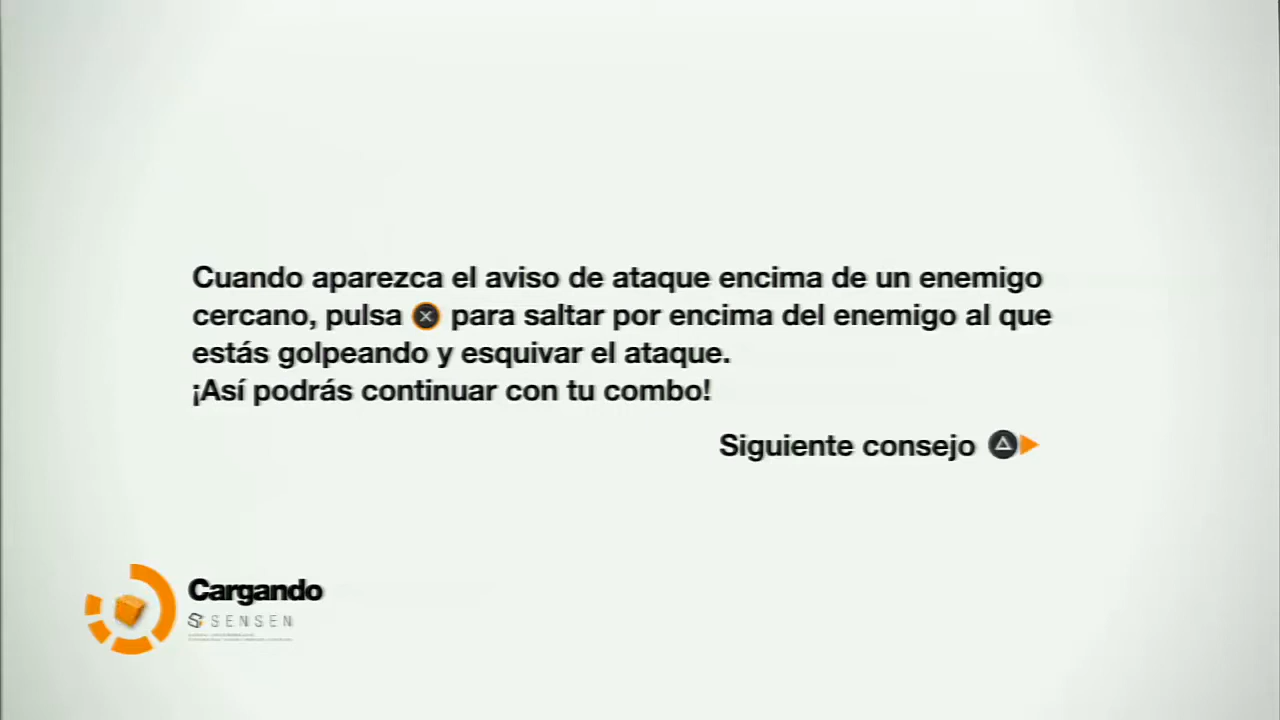 Cuando aparezca el aviso de ataque encima de un enemigo
cercano, pulsa para saltar por encima del enemigo al que
estás golpeando y esquivar el ataque.
¡Así podrás continuar con tu combo!
Siguiente consejo
Cargando
SENSEN